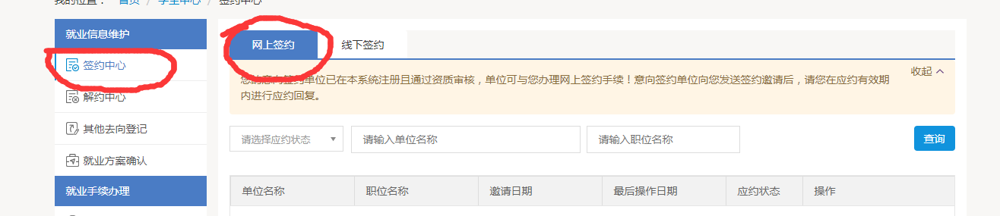 我的位置： 首页 / 学生中心 / 签约中心
就业信息维护
签约中心
解约中心
其他去向登记
就业方案确认
就业手续办理
网上签约 线下签约
您的意向签约单位已在本系统注册且通过资质审核，单位可与您办理网上签约手续！意向签约单位向您发送签约邀请后，请您在应约有效期
内进行应约回复。
收起
请选择应约状态 请输入单位名称 请输入职位名称 查询
单位名称 职位名称 邀请日期 最后操作日期 应约状态 操作